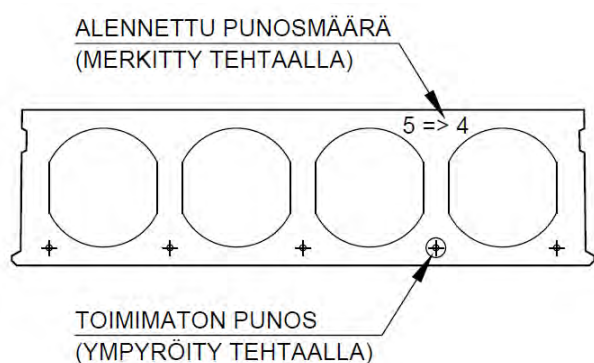 ALENNETTU PUNOSMÄÄRÄ
(MERKITTY TEHTAALLA)
5 => 4
TOIMIMATON PUNOS
(YMPYRÖITY TEHTAALLA)